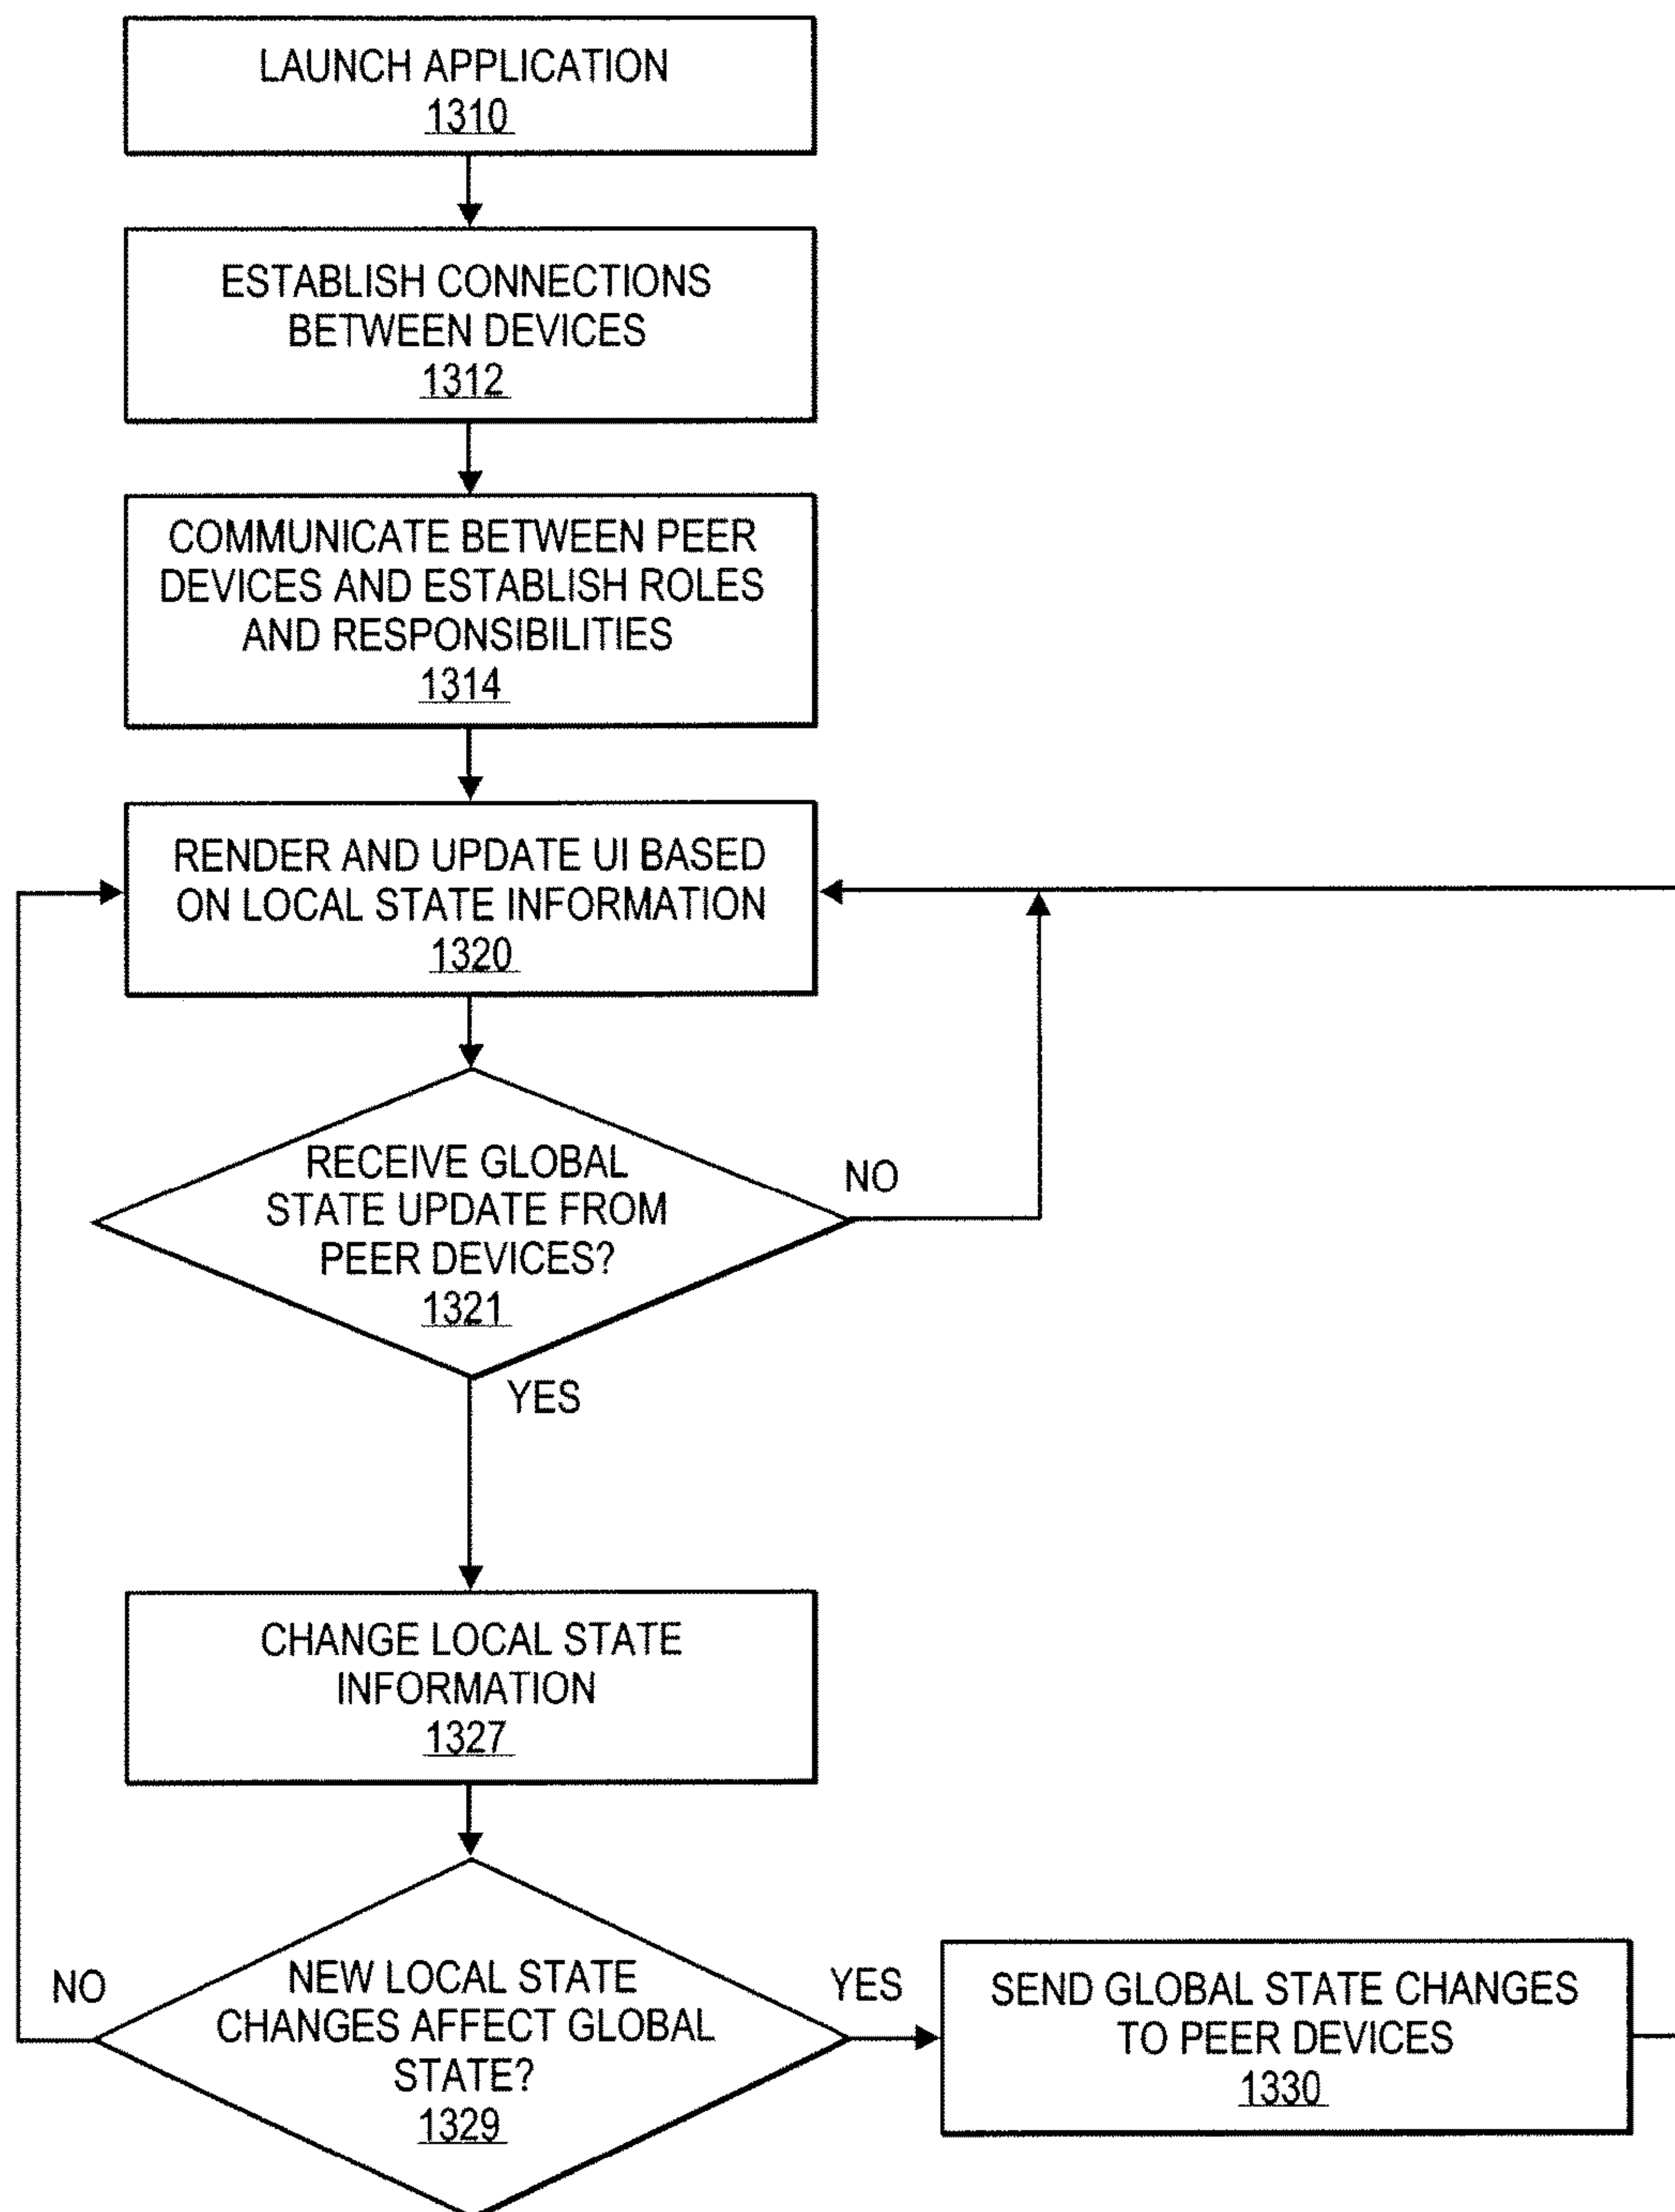 LAUNCH APPLICATION
1310
ESTABLISH CONNECTIONS
BETWEEN DEVICES
1312
COMMUNICATE BETWEEN PEER
DEVICES AND ESTABLISH ROLES
AND RESPONSIBILITIES
1314
RENDER AND UPDATE UI BASED
ON LOCAL STATE INFORMATION
1320
RECEIVE GLOBAL
STATE UPDATE FROM
PEER DEVICES?
1321
NO
YES
CHANGE LOCAL STATE
INFORMATION
1327
NO
NEW LOCAL STATE
CHANGES AFFECT GLOBAL
STATE?
1329
YES
SEND GLOBAL STATE CHANGES
TO PEER DEVICES
1330